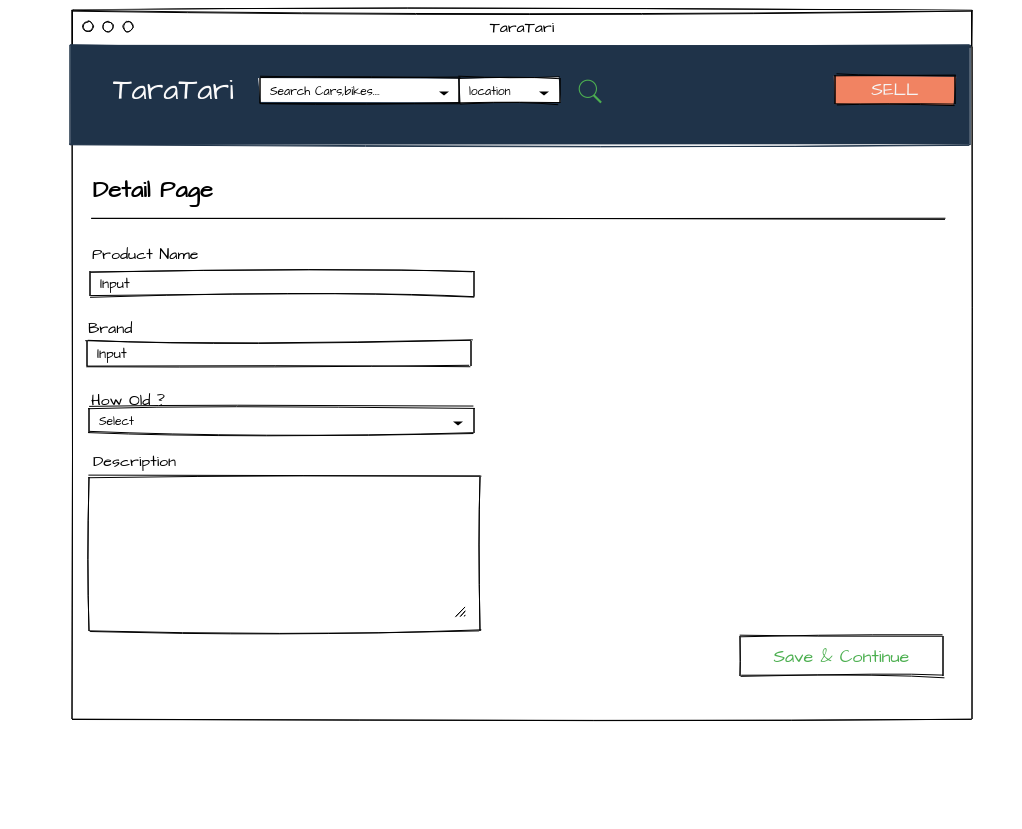 TaraTari
TaraTari
Search Cars,bikes...
location
SELL
Detail Page
Product Name
Input
Brand
Input
How Old ?
Select
Description
Save & Continue